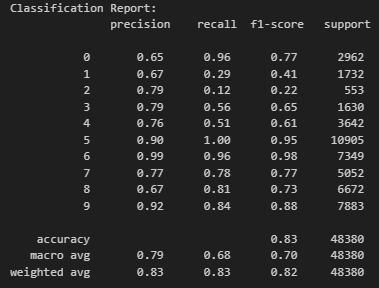 Classification Report:
precision recall f1-score support
0 0.65 0.96 0.77 2962
1 0.67 0.29 0.41 1732
2 0.79 0.12 0.22 553
3 0.79 0.56 0.65 1630
4 0.76 0.51 0.61 3642
5 0.90 1.00 0.95 10905
6 0.99 0.96 0.98 7349
7 0.77 0.78 0.77 5052
8 0.67 0.81 0.73 6672
9 0.92 0.84 0.88 7883
accuracy 0.83 48380
macro avg 0.79 0.68 0.70 48380
weighted avg 0.83 0.83 0.82 48380